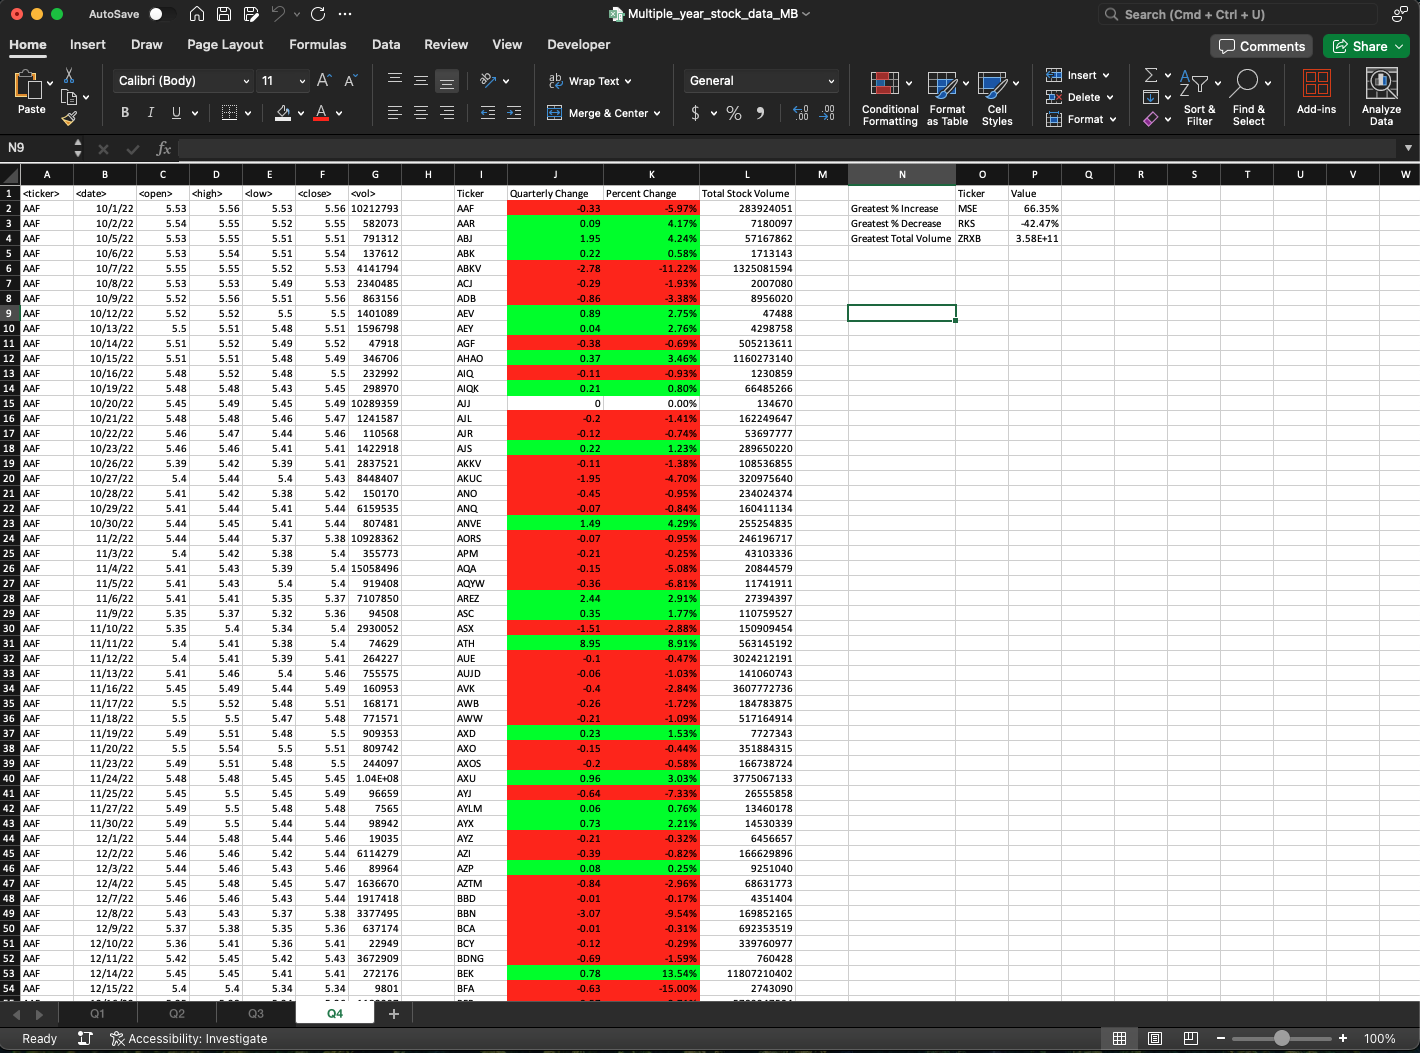 AutoSave Multiple_year_stock_data_MB Search (Cmd + Ctrl + U)
Home Insert Draw Page Layout Formulas Data Review View Developer Comments Share
Paste Calibri (Body) 11 A A Wrap Text General Conditional Formatting Format as Table Cell Styles Insert Sort & Filter Find & Select Add-ins Analyze Data
B I U A Merge & Center $ % Delete
Format
N9 fx
A B C D E F G H I J K L M N O P Q R S T U V W
1 <ticker> <date> <open> <high> <low> <close> <vol> Ticker Quarterly Change Percent Change Total Stock Volume Ticker Value
2 AAF 10/1/22 5.53 5.56 5.53 5.56 10212793 AAF -0.33 -5.97% 283924051 Greatest % Increase MSE 66.35%
3 AAF 10/2/22 5.54 5.55 5.52 5.55 582073 AAR 0.09 4.17% 7180097 Greatest % Decrease RKS -42.47%
4 AAF 10/5/22 5.53 5.55 5.51 5.51 791312 ABJ 1.95 4.24% 57167862 Greatest Total Volume ZRXB 3.58E+11
5 AAF 10/6/22 5.53 5.54 5.51 5.54 137612 ABK 0.22 0.58% 1713143
6 AAF 10/7/22 5.55 5.55 5.52 5.53 4141794 ABKV -2.78 -11.22% 1325081594
7 AAF 10/8/22 5.53 5.53 5.49 5.53 2340485 ACJ -0.29 -1.93% 2007080
8 AAF 10/9/22 5.52 5.56 5.51 5.56 863156 ADB -0.86 -3.38% 8956020
9 AAF 10/12/22 5.52 5.52 5.5 5.5 1401089 AEV 0.89 2.75% 47488
10 AAF 10/13/22 5.5 5.51 5.48 5.51 1596798 AEY 0.04 2.76% 4298758
11 AAF 10/14/22 5.51 5.52 5.49 5.52 47918 AGF -0.38 -0.69% 505213611
12 AAF 10/15/22 5.51 5.51 5.48 5.49 346706 AHAO 0.37 3.46% 1160273140
13 AAF 10/16/22 5.48 5.52 5.48 5.5 232992 AIQ -0.11 -0.93% 1230859
14 AAF 10/19/22 5.48 5.48 5.43 5.45 298970 AIQK 0.21 0.80% 66485266
15 AAF 10/20/22 5.45 5.49 5.45 5.49 10289359 AJJ 0 0.00% 134670
16 AAF 10/21/22 5.48 5.48 5.46 5.47 1241587 AJL -0.2 -1.41% 162249647
17 AAF 10/22/22 5.46 5.47 5.44 5.46 110568 AJR -0.12 -0.74% 53697777
18 AAF 10/23/22 5.46 5.46 5.41 5.41 1422918 AJS 0.22 1.23% 289650220
19 AAF 10/26/22 5.39 5.42 5.39 5.41 2837521 AKKV -0.11 -1.38% 108536855
20 AAF 10/27/22 5.4 5.44 5.4 5.43 8448407 AKUC -1.95 -4.70% 320975640
21 AAF 10/28/22 5.41 5.42 5.38 5.42 150170 ANO -0.45 -0.95% 234024374
22 AAF 10/29/22 5.41 5.44 5.41 5.44 6159535 ANQ -0.07 -0.84% 160411134
23 AAF 10/30/22 5.44 5.45 5.41 5.44 807481 ANVE 1.49 4.29% 255254835
24 AAF 11/2/22 5.44 5.44 5.37 5.38 10928362 AORS -0.07 -0.95% 246196717
25 AAF 11/3/22 5.4 5.42 5.38 5.4 355773 APM -0.21 -0.25% 43103336
26 AAF 11/4/22 5.41 5.43 5.39 5.4 15058496 AQA -0.15 -5.08% 20844579
27 AAF 11/5/22 5.41 5.43 5.4 5.4 919408 AQYW -0.36 -6.81% 11741911
28 AAF 11/6/22 5.41 5.41 5.35 5.37 7107850 AREZ 2.44 2.91% 27394397
29 AAF 11/9/22 5.35 5.37 5.32 5.36 94508 ASC 0.35 1.77% 110759527
30 AAF 11/10/22 5.35 5.4 5.34 5.4 2930052 ASX -1.51 -2.88% 150909454
31 AAF 11/11/22 5.4 5.41 5.38 5.4 74629 ATH 8.95 8.91% 563145192
32 AAF 11/12/22 5.4 5.41 5.39 5.41 264227 AUE -0.1 -0.47% 3024212191
33 AAF 11/13/22 5.41 5.46 5.4 5.46 755575 AUJD -0.06 -1.03% 141060743
34 AAF 11/16/22 5.45 5.49 5.44 5.49 160953 AVK -0.4 -2.84% 3607772736
35 AAF 11/17/22 5.5 5.52 5.48 5.51 168171 AWB -0.26 -1.72% 184783875
36 AAF 11/18/22 5.5 5.5 5.47 5.48 771571 AWW -0.21 -1.09% 517164914
37 AAF 11/19/22 5.49 5.51 5.48 5.5 909353 AXD 0.23 1.53% 7727343
38 AAF 11/20/22 5.5 5.54 5.5 5.51 809742 AXO -0.15 -0.44% 351884315
39 AAF 11/23/22 5.49 5.51 5.48 5.5 244097 AXOS -0.2 -0.58% 166738724
40 AAF 11/24/22 5.48 5.48 5.45 5.45 1.04E+08 AXU 0.96 3.03% 3775067133
41 AAF 11/25/22 5.45 5.5 5.45 5.49 96659 AYJ -0.64 -7.33% 26555858
42 AAF 11/27/22 5.49 5.5 5.48 5.48 7565 AYLM 0.06 0.76% 13460178
43 AAF 11/30/22 5.49 5.5 5.44 5.44 98942 AYX 0.73 2.21% 14530339
44 AAF 12/1/22 5.44 5.48 5.44 5.46 19035 AYZ -0.21 -0.32% 6456657
45 AAF 12/2/22 5.46 5.46 5.42 5.44 6114279 AZI -0.39 -0.82% 166629896
46 AAF 12/3/22 5.44 5.46 5.43 5.46 89964 AZP 0.08 0.25% 9251040
47 AAF 12/4/22 5.45 5.48 5.45 5.47 1636670 AZTM -0.84 -2.96% 68631773
48 AAF 12/7/22 5.46 5.46 5.43 5.44 1917418 BBD -0.01 -0.17% 4351404
49 AAF 12/8/22 5.43 5.43 5.37 5.38 3377495 BBN -3.07 -9.54% 169852165
50 AAF 12/9/22 5.37 5.38 5.35 5.36 637174 BCA -0.01 -0.31% 692353519
51 AAF 12/10/22 5.36 5.41 5.36 5.41 22949 BCY -0.12 -0.29% 339760977
52 AAF 12/11/22 5.42 5.45 5.42 5.43 3672909 BDNG -0.69 -1.59% 760428
53 AAF 12/14/22 5.45 5.45 5.41 5.41 272176 BEK 0.78 13.54% 11807210402
54 AAF 12/15/22 5.4 5.4 5.34 5.34 9801 BFA -0.63 -15.00% 2743090
Q1 Q2 Q3 Q4 +
Ready Accessibility: Investigate 100%